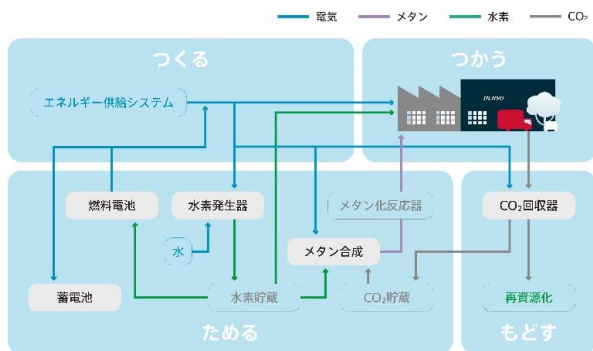 電気
メタン
水素
CO₂
つくる
つかう
エネルギー供給システム
DENSO
燃料電池
水素発生器
メタン化反応器
CO₂回収器
水
メタン合成
蓄電池
水素貯蔵
CO₂貯蔵
再資源化
ためる
もどす